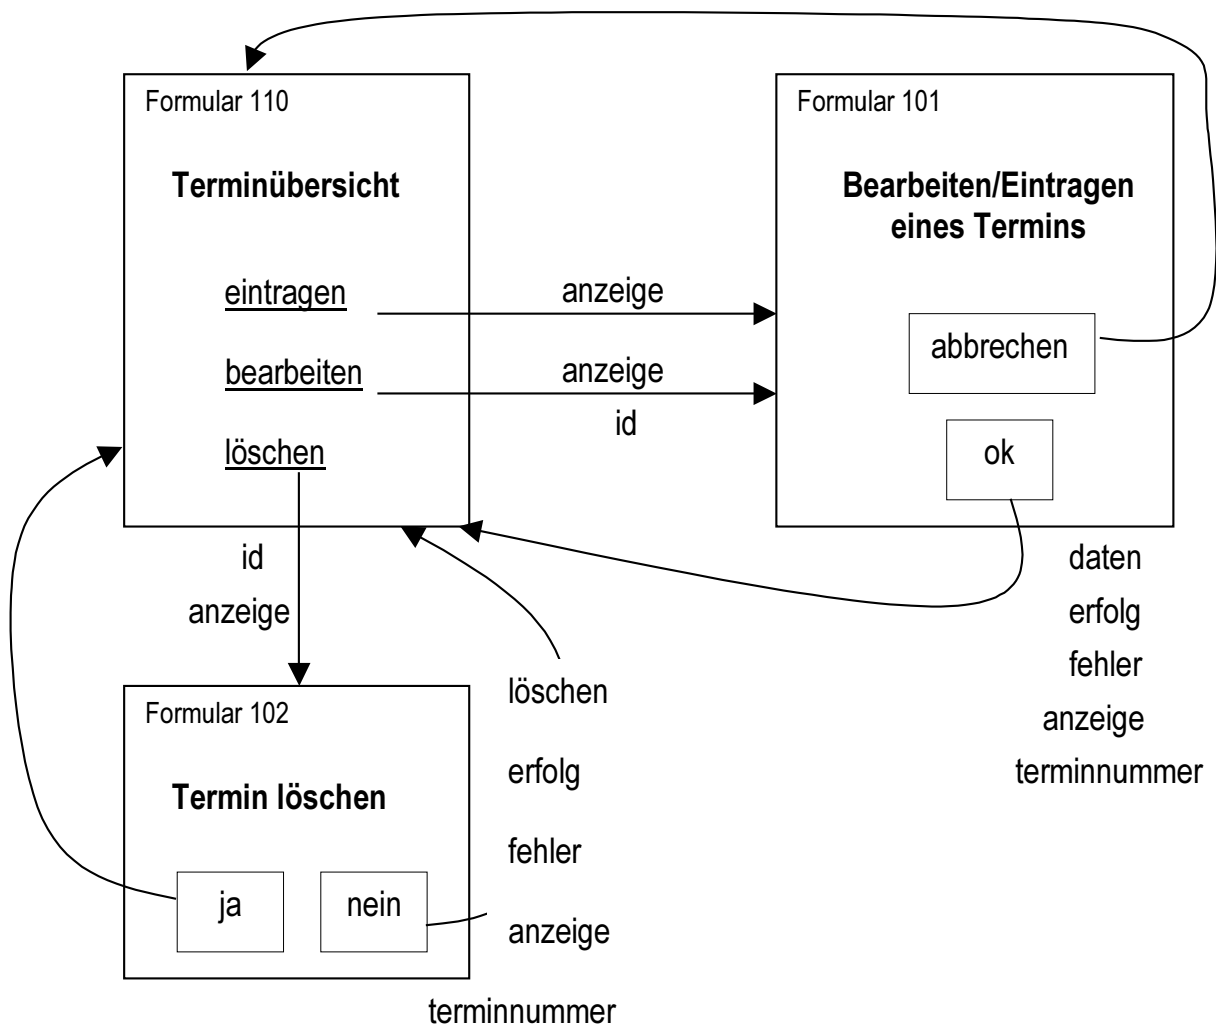 Formular 110
Terminübersicht
eintragen
bearbeiten
löschen
anzeige
anzeige
id
Formular 101
Bearbeiten/Eintragen
eines Termins
abbrechen
ok
daten
erfolg
fehler
anzeige
terminnummer
id
anzeige
Formular 102
Termin löschen
ja
nein
löschen
erfolg
fehler
anzeige
terminnummer